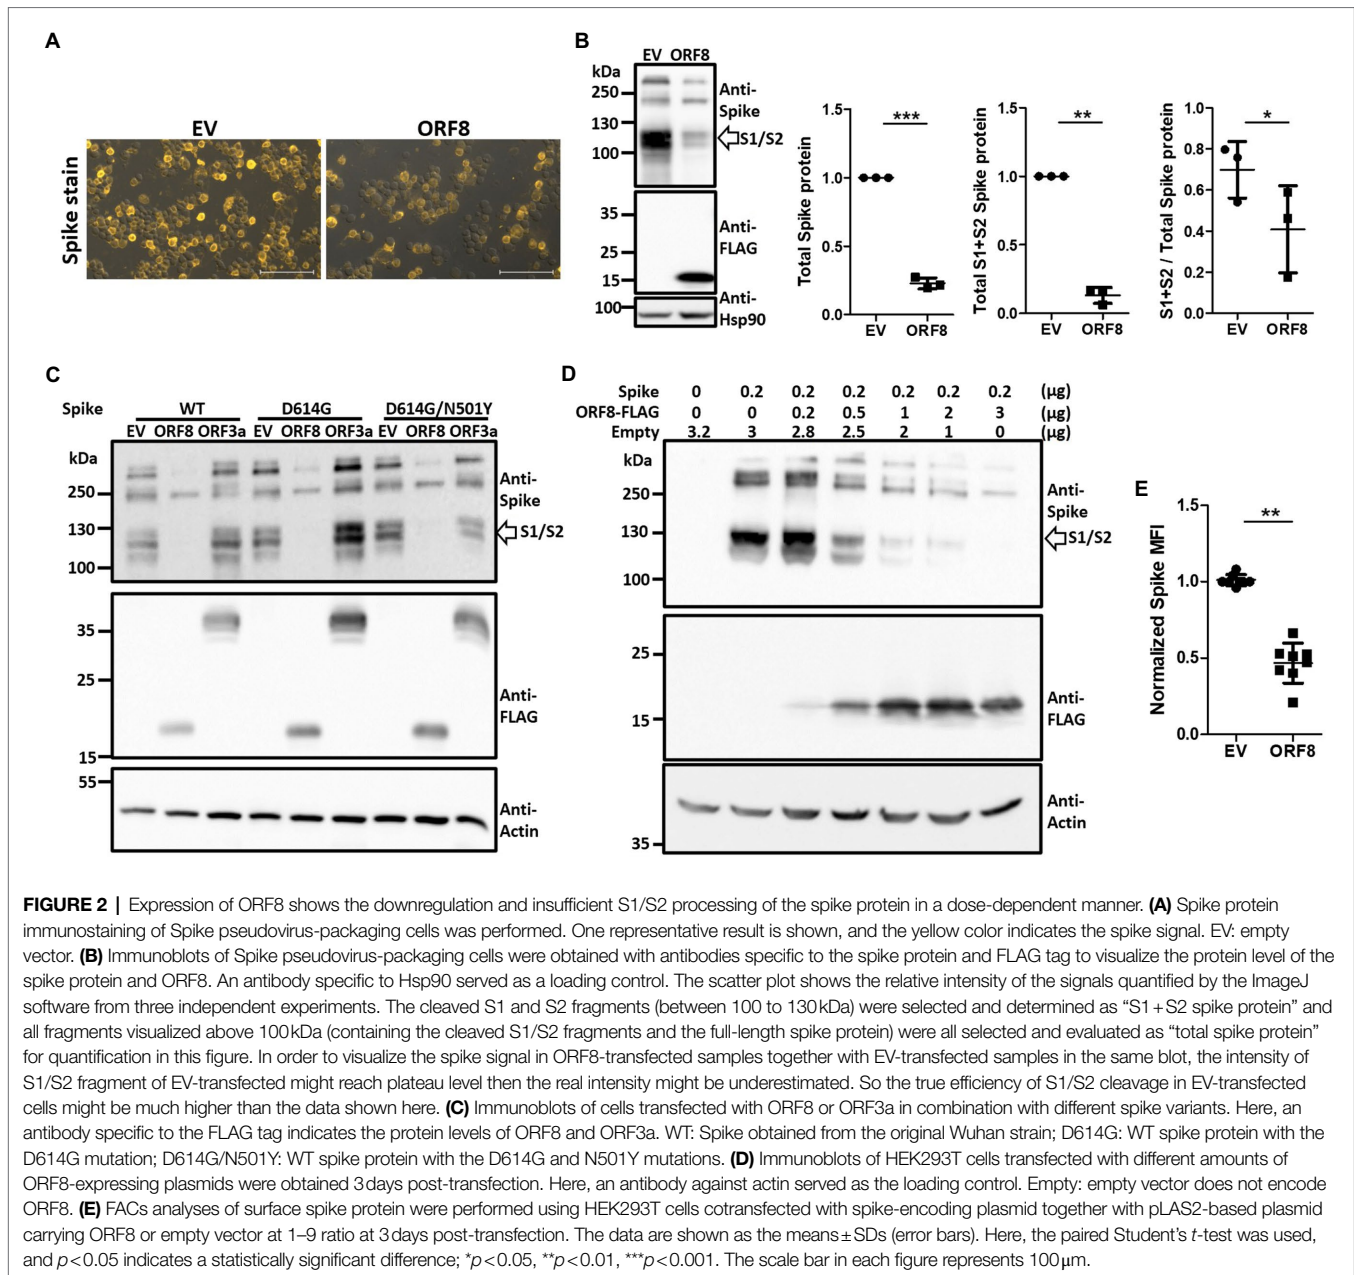 A
EV
ORF8
Spike stain
B
EV ORF8
kDa
250
130
100
Anti-
Spike
S1/S2
35
25
15
Anti-
FLAG
100
Anti-
Hsp90
Total Spike protein
1.5
1.0
0.5
0.0
***
EV ORF8
Total S1+S2 Spike protein
1.5
1.0
0.5
0.0
**
EV ORF8
S1+S2 / Total Spike protein
1.0
0.8
0.6
0.4
0.2
0.0
*
EV ORF8
C
Spike WT D614G D614G/N501Y
EV ORF8 ORF3a EV ORF8 ORF3a EV ORF8 ORF3a
kDa
250
130
100
Anti-
Spike
S1/S2
35
25
15
Anti-
FLAG
55
Anti-
Actin
D
Spike 0 0.2 0.2 0.2 0.2 0.2 0.2 (µg)
ORF8-FLAG 0 0 0.2 0.5 1 2 3 (µg)
Empty 3.2 3 2.8 2.5 2 1 0 (µg)
kDa
250
130
100
Anti-
Spike
S1/S2
25
15
Anti-
FLAG
35
Anti-
Actin
E
Normalized Spike MFI
1.5
1.0
0.5
0.0
**
EV ORF8
FIGURE 2 | Expression of ORF8 shows the downregulation and insufficient S1/S2 processing of the spike protein in a dose-dependent manner. (A) Spike protein
immunostaining of Spike pseudovirus-packaging cells was performed. One representative result is shown, and the yellow color indicates the spike signal. EV: empty
vector. (B) Immunoblots of Spike pseudovirus-packaging cells were obtained with antibodies specific to the spike protein and FLAG tag to visualize the protein level of the
spike protein and ORF8. An antibody specific to Hsp90 served as a loading control. The scatter plot shows the relative intensity of the signals quantified by the ImageJ
software from three independent experiments. The cleaved S1 and S2 fragments (between 100 to 130 kDa) were selected and determined as “S1+S2 spike protein” and
all fragments visualized above 100 kDa (containing the cleaved S1/S2 fragments and the full-length spike protein) were all selected and evaluated as “total spike protein”
for quantification in this figure. In order to visualize the spike signal in ORF8-transfected samples together with EV-transfected samples in the same blot, the intensity of
S1/S2 fragment of EV-transfected might reach plateau level then the real intensity might be underestimated. So the true efficiency of S1/S2 cleavage in EV-transfected
cells might be much higher than the data shown here. (C) Immunoblots of cells transfected with ORF8 or ORF3a in combination with different spike variants. Here, an
antibody specific to the FLAG tag indicates the protein levels of ORF8 and ORF3a. WT: Spike obtained from the original Wuhan strain; D614G: WT spike protein with the
D614G mutation; D614G/N501Y: WT spike protein with the D614G and N501Y mutations. (D) Immunoblots of HEK293T cells transfected with different amounts of
ORF8-expressing plasmids were obtained 3 days post-transfection. Here, an antibody against actin served as the loading control. Empty: empty vector does not encode
ORF8. (E) FACs analyses of surface spike protein were performed using HEK293T cells cotransfected with spike-encoding plasmid together with pLAS2-based plasmid
carrying ORF8 or empty vector at 1–9 ratio at 3 days post-transfection. The data are shown as the means ± SDs (error bars). Here, the paired Student’s t-test was used,
and p < 0.05 indicates a statistically significant difference; *p < 0.05, **p < 0.01, ***p < 0.001. The scale bar in each figure represents 100 µm.